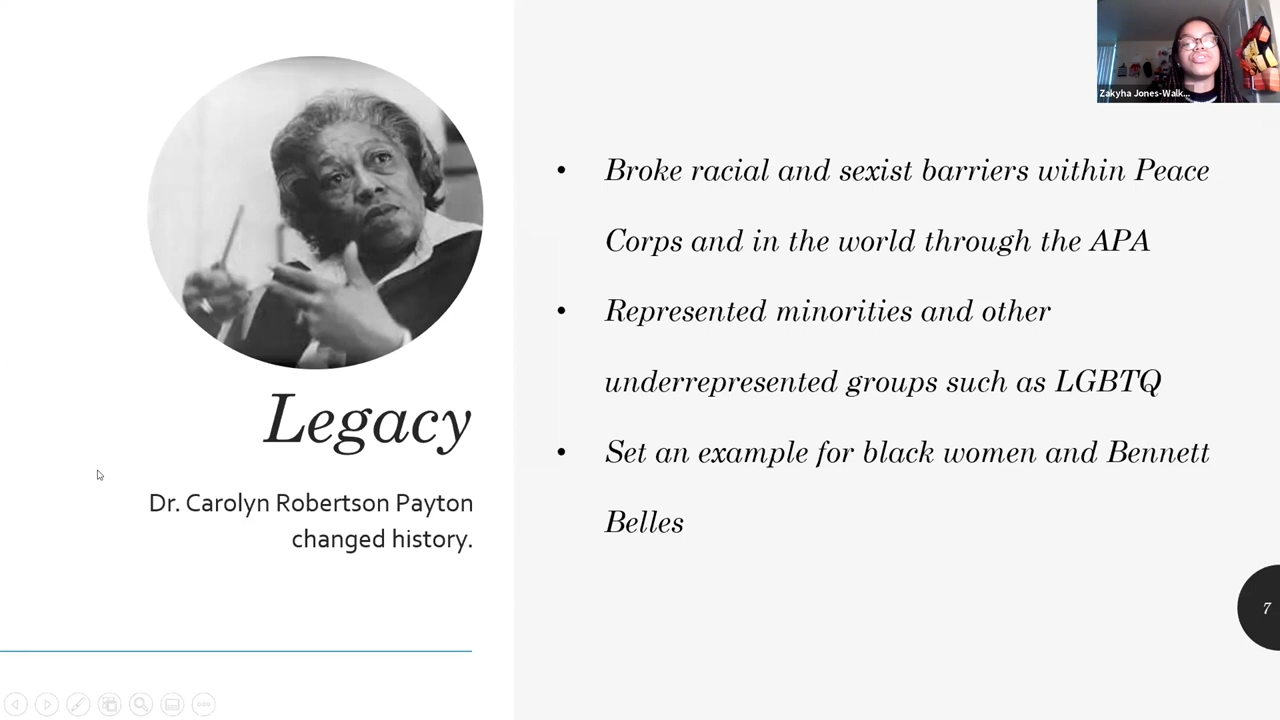 Zakyha Jones-Walk...
Broke racial and sexist barriers within Peace
Corps and in the world through the APA
Represented minorities and other
underrepresented groups such as LGBTQ
Set an example for black women and Bennett
Belles
Legacy
Dr. Carolyn Robertson Payton
changed history.
7